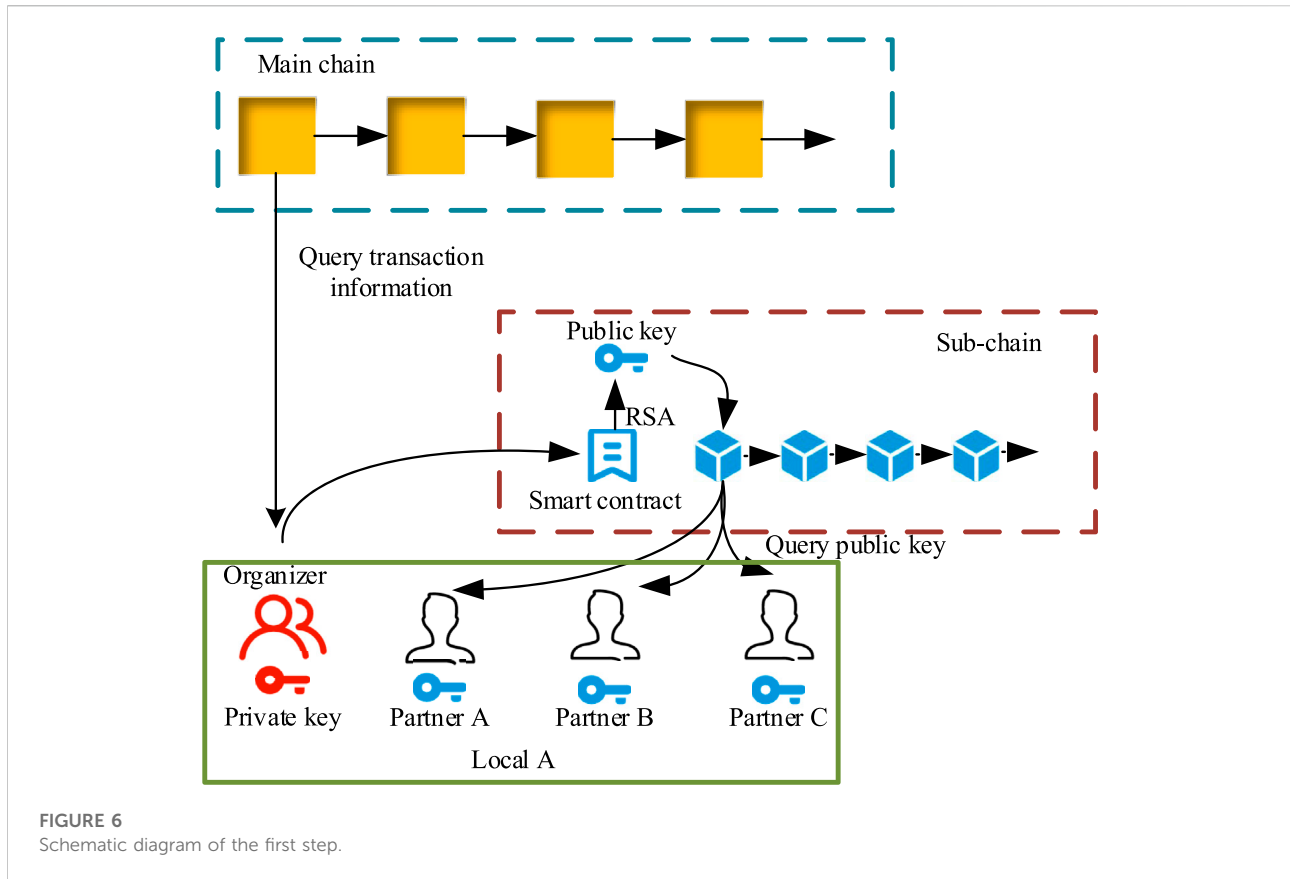 Main chain
Query transaction
information
Public key
Sub-chain
RSA
Smart contract
Query public key
Organizer
Private key
Partner A
Partner B
Partner C
Local A
FIGURE 6
Schematic diagram of the first step.